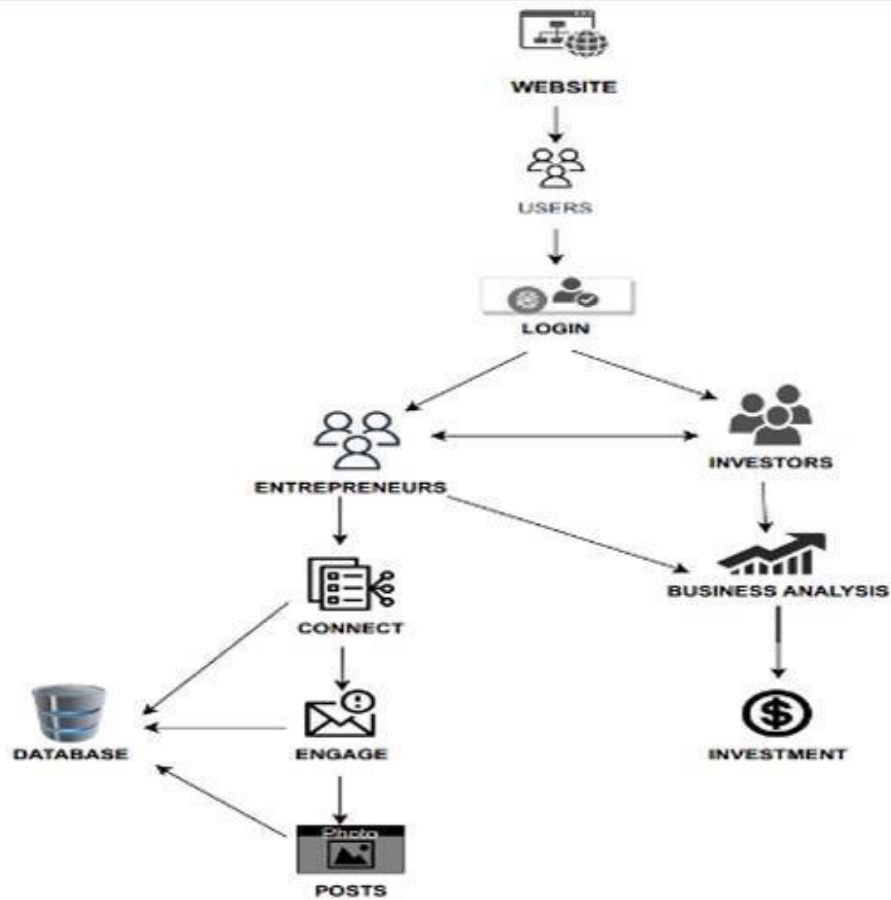 WEBSITE
USERS
LOGIN
ENTREPRENEURS
INVESTORS
BUSINESS ANALYSIS
CONNECT
DATABASE
ENGAGE
INVESTMENT
Photo
POSTS